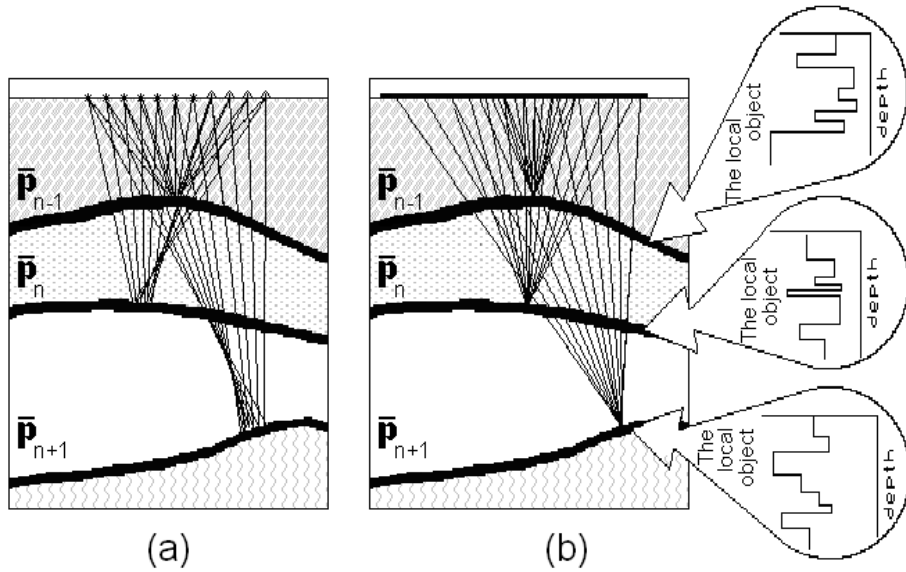 p̄n-1
p̄n
p̄n+1
(a)
p̄n-1
p̄n
p̄n+1
(b)
The local
object
depth
The local
object
depth
The
local
object
depth